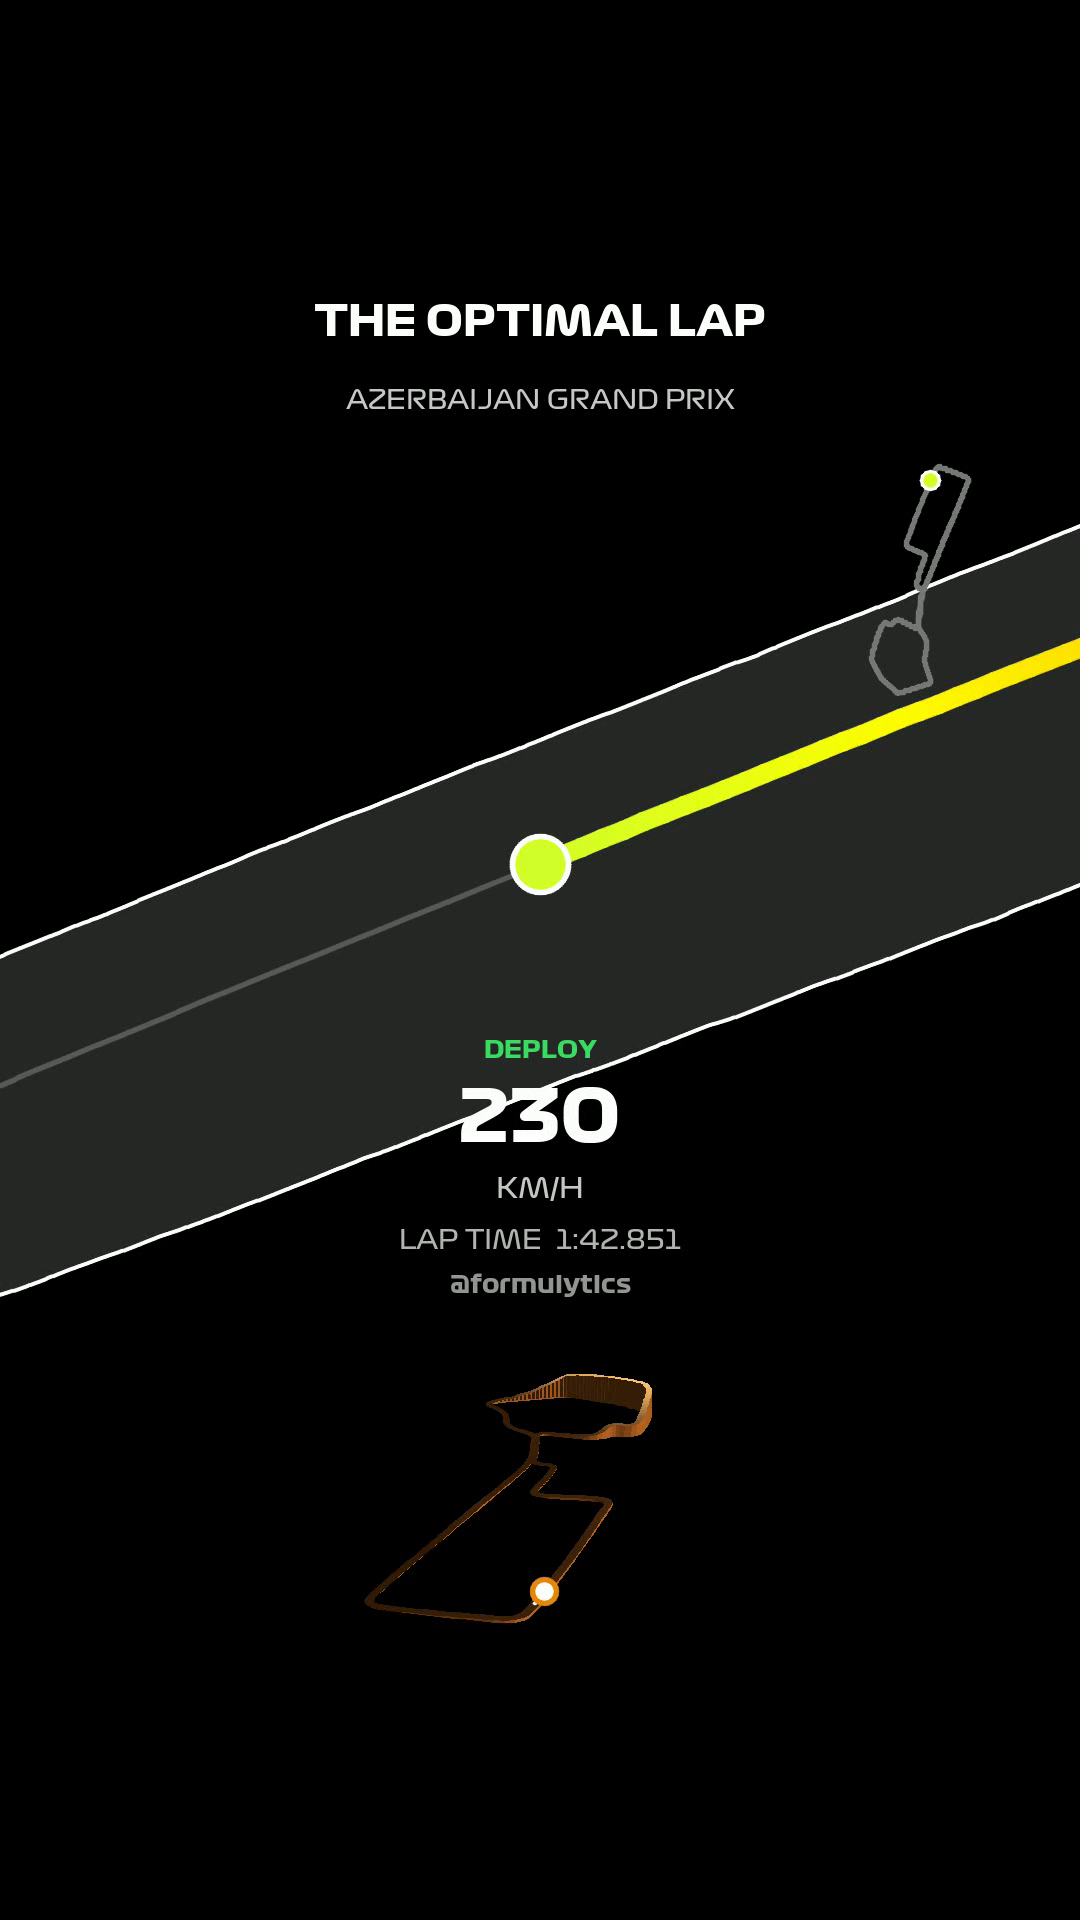 THE OPTIMAL LAP
AZERBAIJAN GRAND PRIX
DEPLOY
230
KM/H
LAP TIME 1:42.851
@formulytics